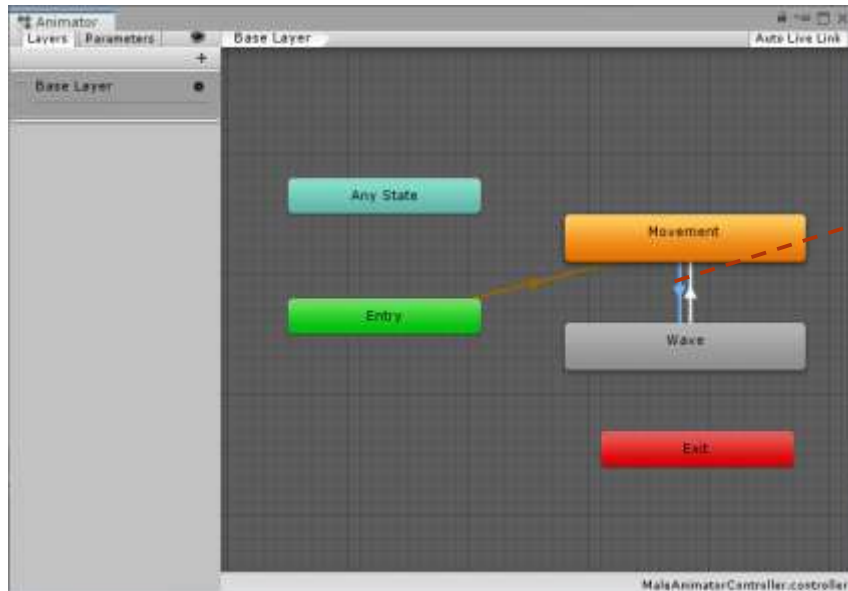 Animator
Layers Parameters
Base Layer
Auto Live Link
Base Layer
Any State
Movement
Entry
Wave
Exit
MaleAnimatorController.controller